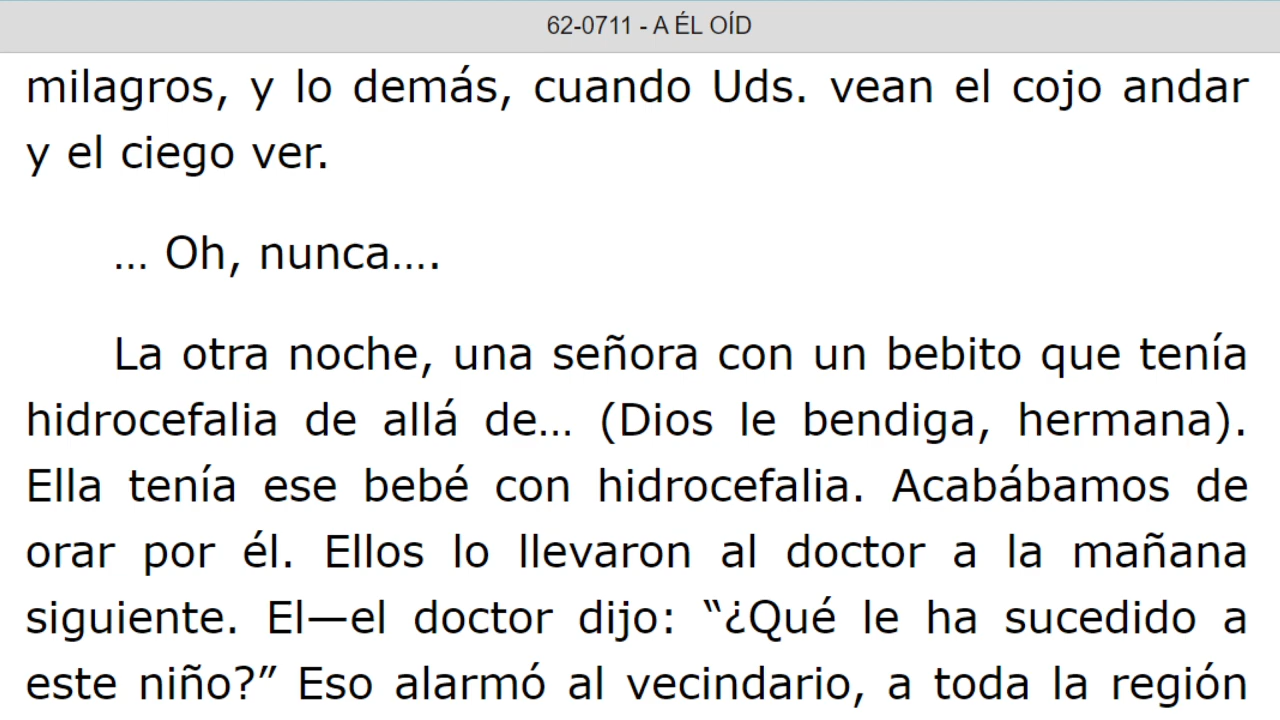 62-0711 - A ÉL OÍD
milagros, y lo demás, cuando Uds. vean el cojo andar
y el ciego ver.
… Oh, nunca….
La otra noche, una señora con un bebito que tenía
hidrocefalia de allá de… (Dios le bendiga, hermana).
Ella tenía ese bebé con hidrocefalia. Acabábamos de
orar por él. Ellos lo llevaron al doctor a la mañana
siguiente. El—el doctor dijo: “¿Qué le ha sucedido a
este niño?” Eso alarmó al vecindario, a toda la región